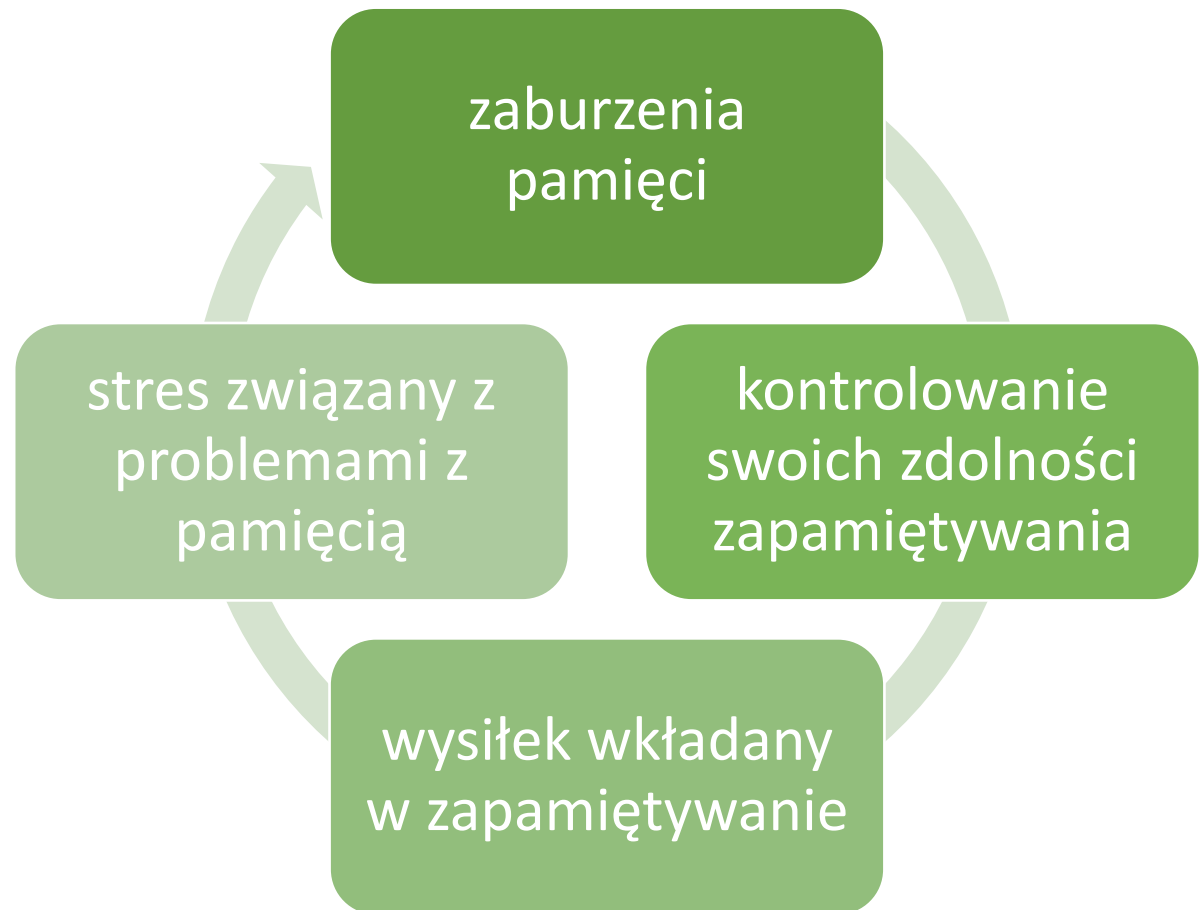 zaburzenia
pamięci
kontrolowanie
swoich zdolności
zapamiętywania
wysiłek wkładany
w zapamiętywanie
stres związany z
problemami z
pamięcią